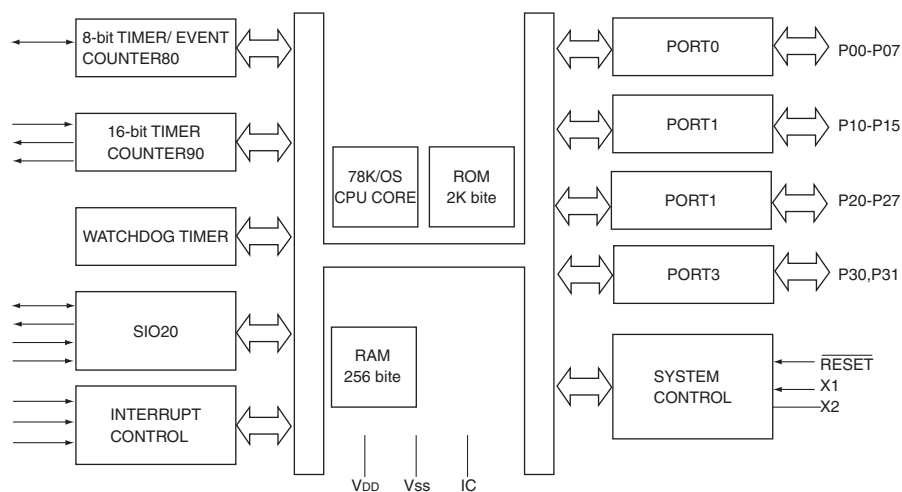 8-bit TIMER/ EVENT
COUNTER80
16-bit TIMER
COUNTER90
WATCHDOG TIMER
SIO20
INTERRUPT
CONTROL
78K/OS
CPU CORE
ROM
2K bite
RAM
256 bite
VDD
Vss
IC
PORT0
P00-P07
PORT1
P10-P15
PORT1
P20-P27
PORT3
P30,P31
SYSTEM
CONTROL
RESET
X1
X2